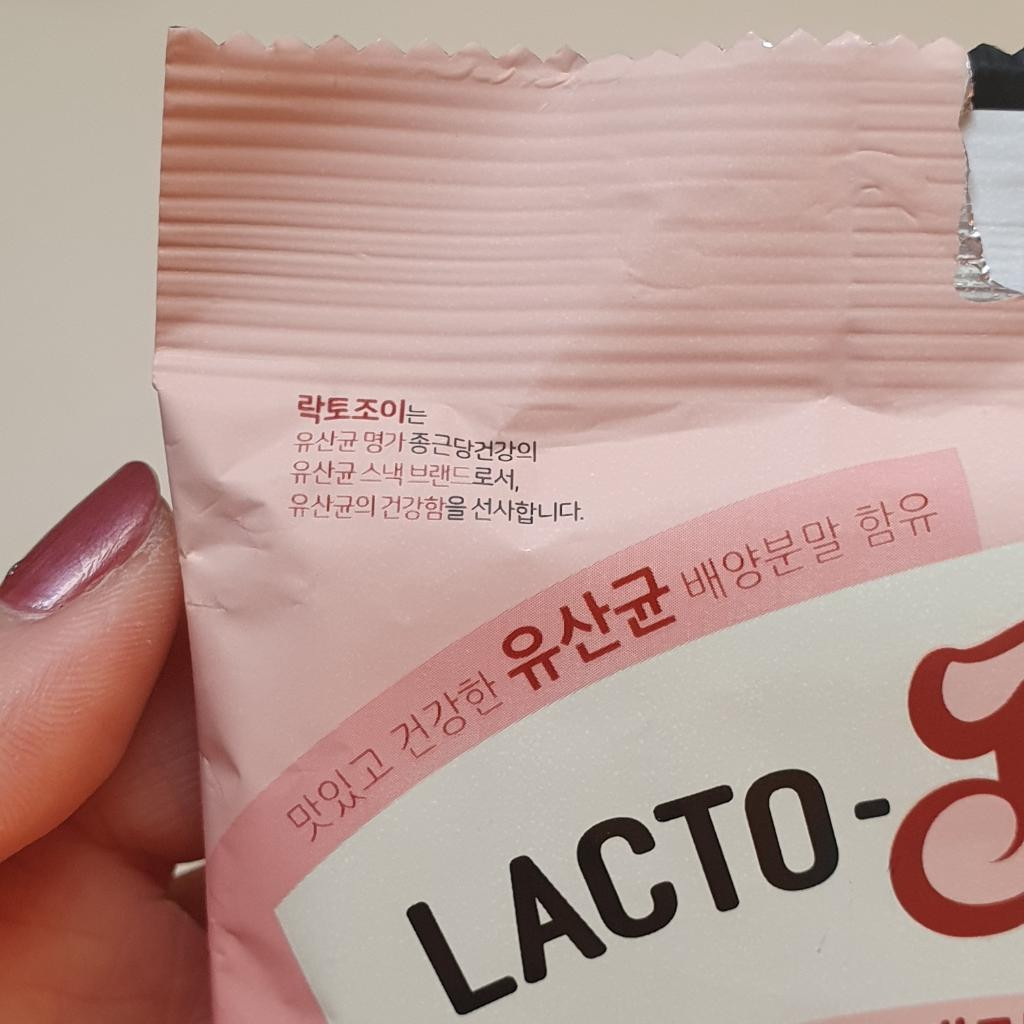 락토조이는
유산균 명가 종근당건강의
유산균 스낵 브랜드로서,
유산균의 건강함을 선사합니다.
맛있고 건강한 유산균 배양분말 함유
LACTO-J